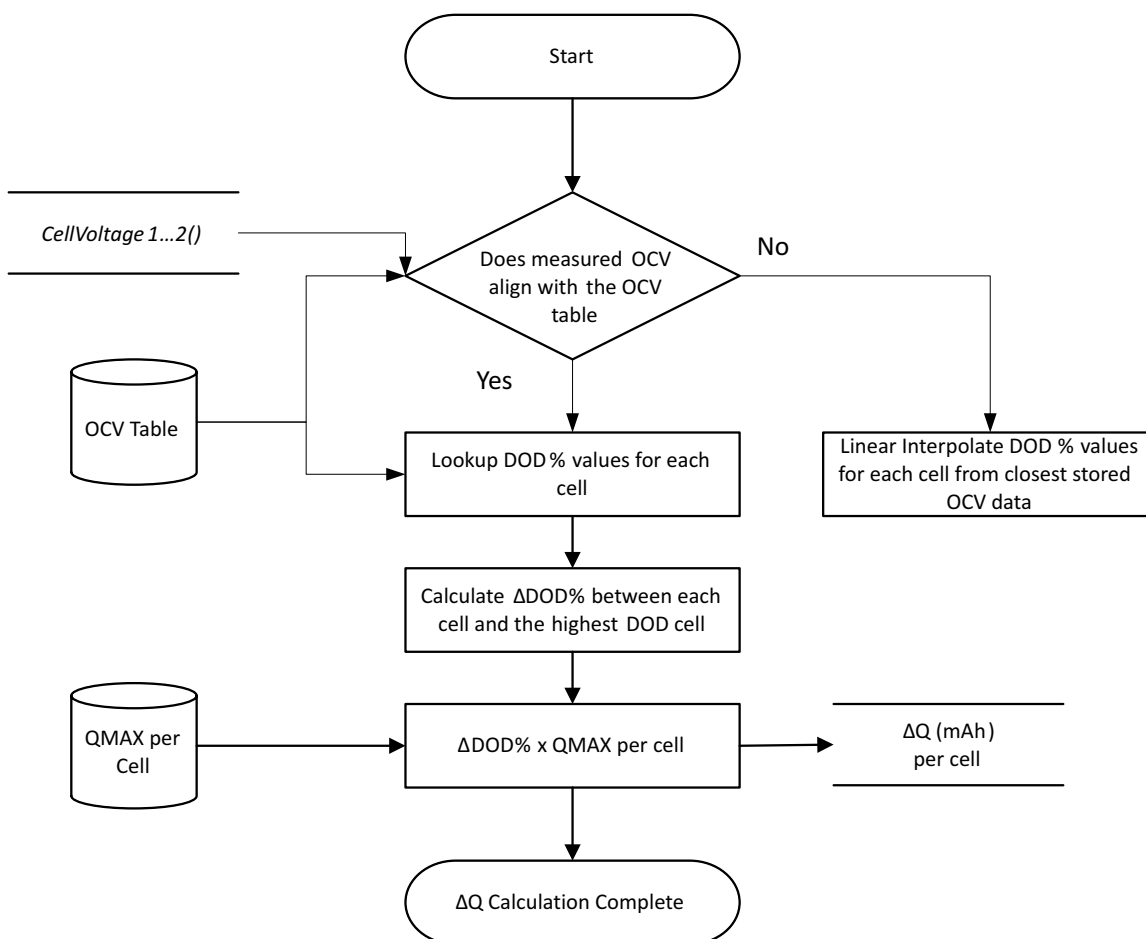 Start
CellVoltage 1...2()
Does measured OCV
align with the OCV
table
No
Yes
OCV Table
Lookup DOD % values for each
cell
Linear Interpolate DOD % values
for each cell from closest stored
OCV data
Calculate ΔDOD% between each
cell and the highest DOD cell
QMAX per
Cell
ΔDOD% x QMAX per cell
ΔQ (mAh)
per cell
ΔQ Calculation Complete